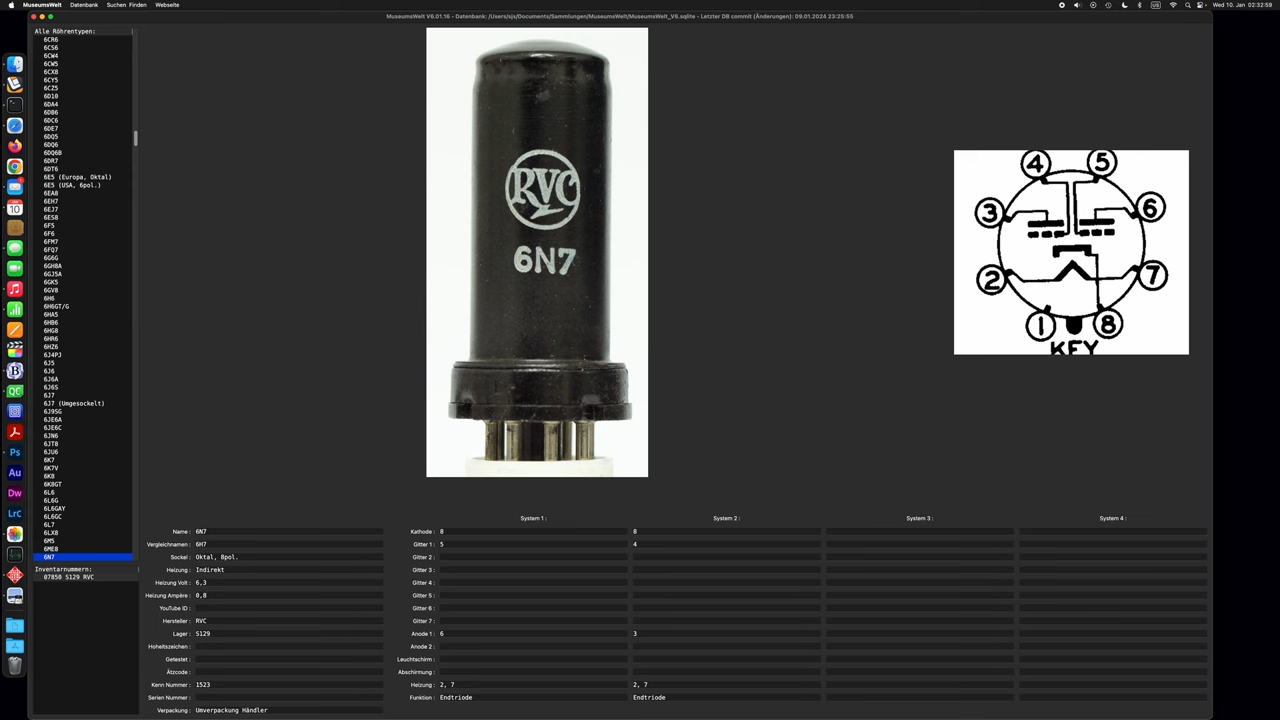 MuseumsWelt Datenbank Suchen Finden Webseite
US
Wed 10. Jan. 02:32:59
MuseumsWelt V6.01.16 - Datenbank: /Users/sjs/Documents/Sammlungen/MuseumsWelt/MuseumsWelt_V6.sqlite - Letzter DB commit (Änderungen): 09.01.2024 23:25:55
Alle Röhrentypen:
6CR6
6CS6
6CW4
6CW5
6CX8
6CY5
6CZ5
6D10
6DA4
6DB6
6DC6
6DE7
6DQ5
6DQ6
6DQ6B
6DR7
6DT6
6E5 (Europa, Oktal)
6E5 (USA, 6pol.)
6EA8
6EH7
6EJ7
6ES8
6F5
6F6
6FM7
6FQ7
6G6G
6GH8A
6GJ5A
6GK5
6GV8
6H6
6H6GT/G
6HA5
6HB6
6HG8
6HR6
6HZ6
6J4PJ
6J5
6J6
6J6A
6J6S
6J7
6J7 (Umgesockelt)
6J9SG
6JE6A
6JE6C
6JN6
6JT8
6JU6
6K7
6K7V
6K8
6K8GT
6L6
6L6G
6L6GAY
6L6GC
6L7
6LX8
6M5
6ME8
6N7
Inventarnummern:
07850 S129 RVC
RVC
6N7
4 5
3 6
2 7
1 8
KEY
System 1 : System 2 : System 3 : System 4 :
Name : 6N7 Kathode : 8 8
Vergleichnamen : 6H7 Gitter 1 : 5 4
Sockel : Oktal, 8pol. Gitter 2 :
Heizung : Indirekt Gitter 3 :
Heizung Volt : 6,3 Gitter 4 :
Heizung Ampère : 0,8 Gitter 5 :
YouTube ID : Gitter 6 :
Hersteller : RVC Gitter 7 :
Lager : S129 Anode 1 : 6 3
Hoheitszeichen : Anode 2 :
Getestet : Leuchtschirm :
Ätzcode : Abschirmung :
Kenn Nummer : 1523 Heizung : 2, 7 2, 7
Serien Nummer : Funktion : Endtriode Endtriode
Verpackung : Umverpackung Händler
10
QC
Ps
Au
Dw
LrC